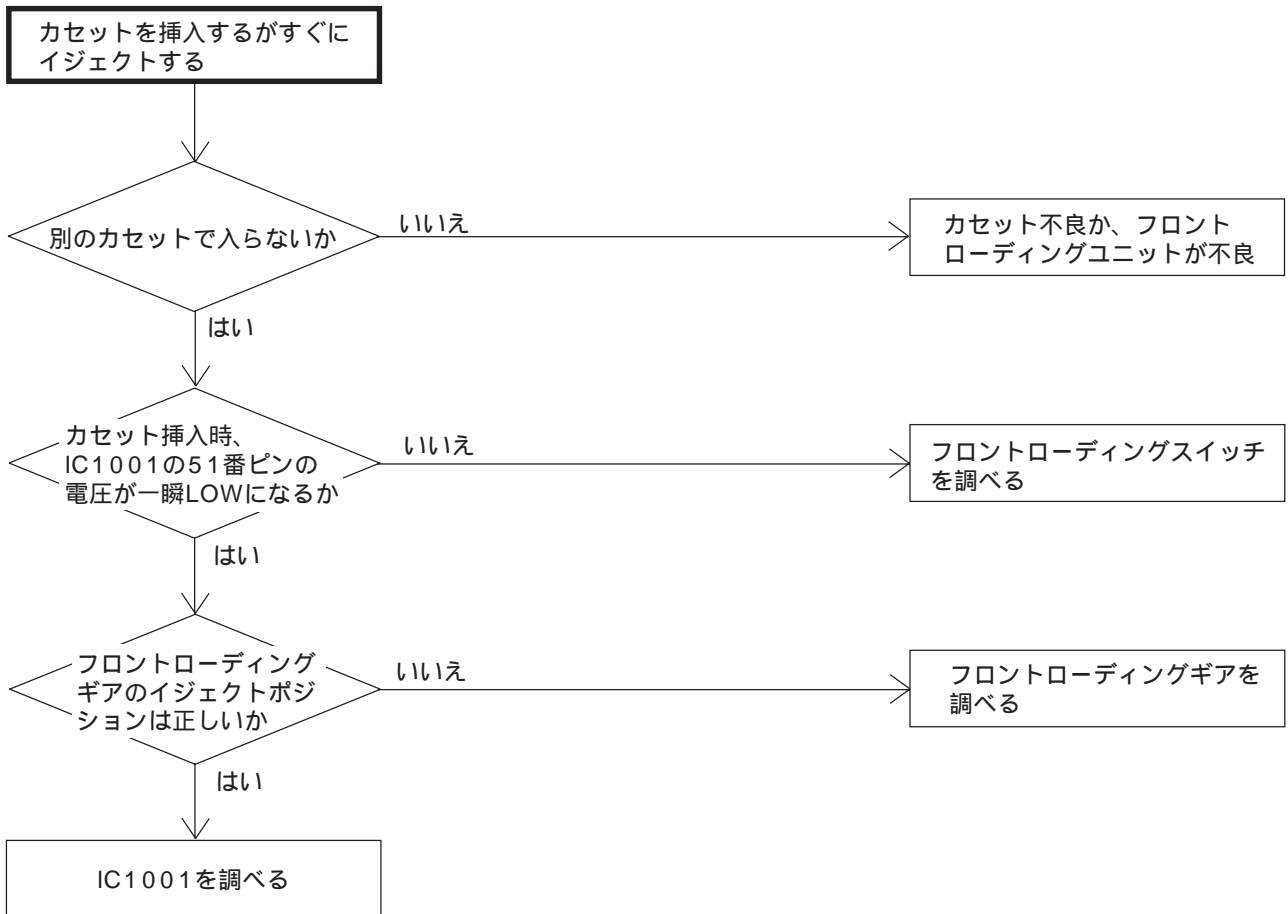 カセットを挿入するがすぐに
イジェクトする
別のカセットで入らないか
いいえ
カセット不良か、フロント
ローディングユニットが不良
はい
カセット挿入時、
IC1001の51番ピンの
電圧が一瞬LOWになるか
いいえ
フロントローディングスイッチ
を調べる
はい
フロントローディング
ギアのイジェクトポジ
ションは正しいか
いいえ
フロントローディングギアを
調べる
はい
IC1001を調べる